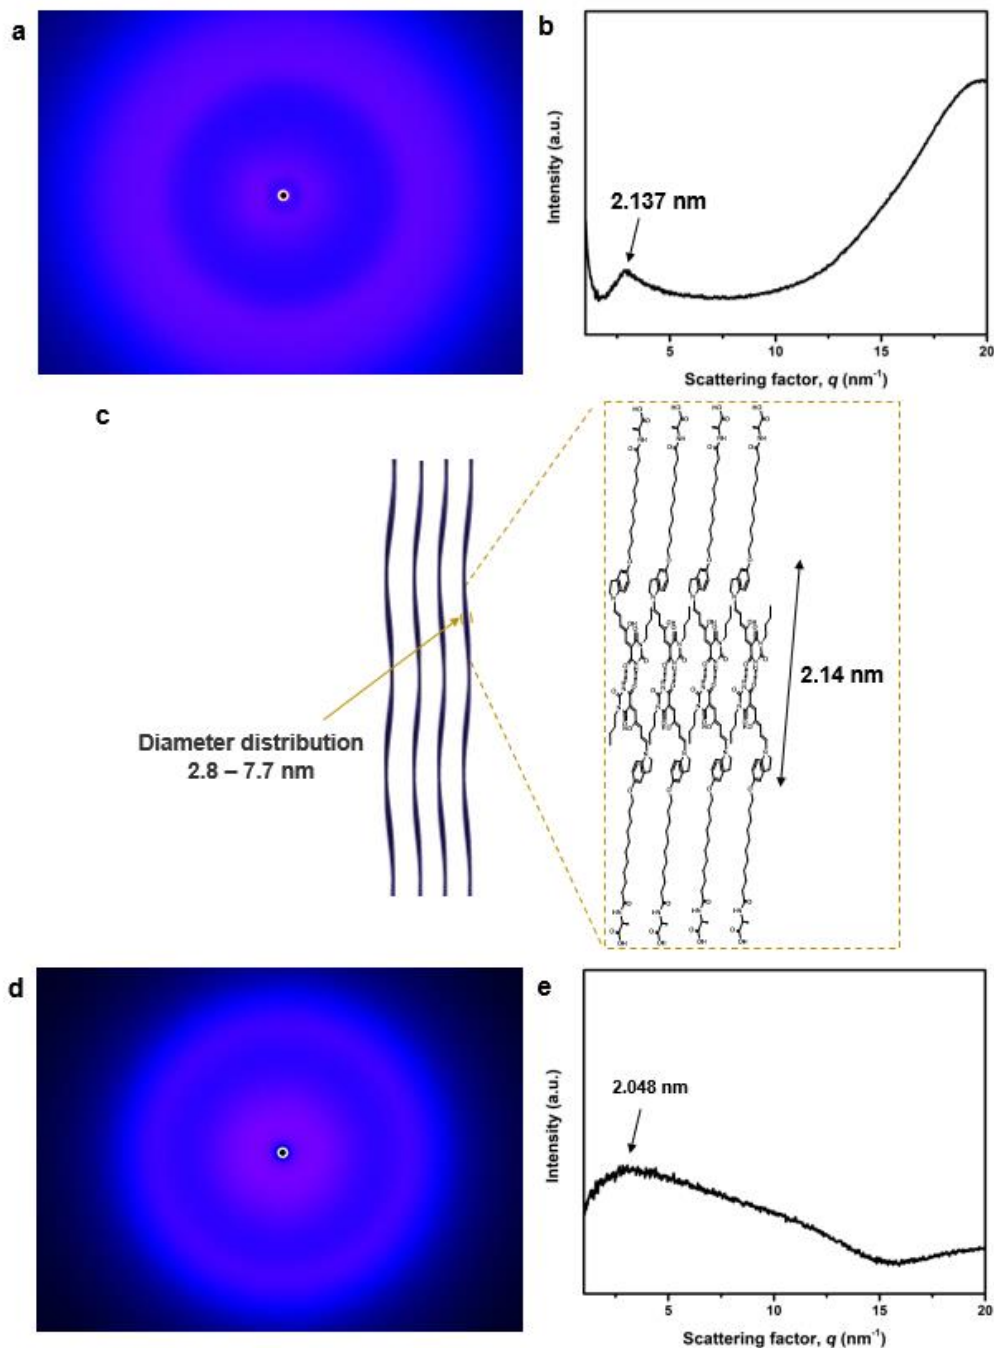 a
b
Intensity (a.u.)
2.137 nm
5
10
15
20
Scattering factor, q (nm⁻¹)
c
Diameter distribution
2.8 – 7.7 nm
2.14 nm
d
e
Intensity (a.u.)
2.048 nm
5
10
15
20
Scattering factor, q (nm⁻¹)